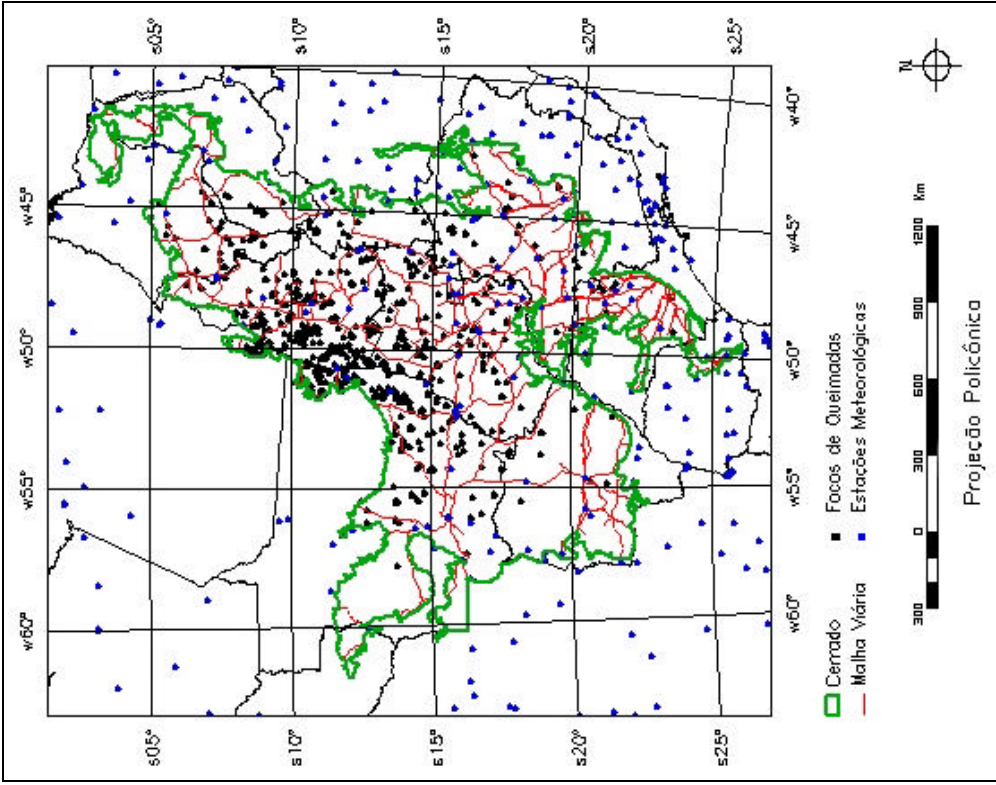 w60° w55° w50° w45°
s05° s05°
s10° s10°
s15° s15°
s20° s20°
s25° s25°
w60° w55° w50° w45° w40°
Cerrado Focos de Queimadas
Malha Viária Estações Meteorológicas
N
300 0 300 600 900 1200 km
Projeção Policônica